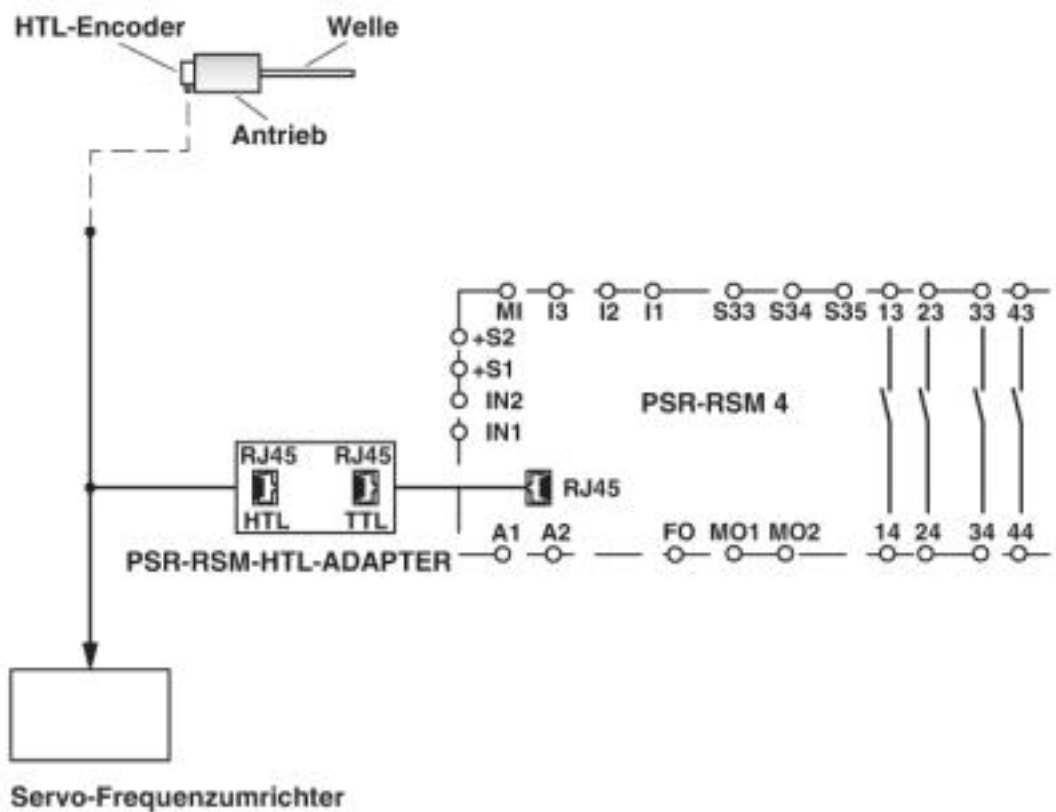 HTL-Encoder
Welle
Antrieb
MI I3 I2 I1 S33 S34 S35 13 23 33 43
+S2
+S1
IN2
IN1
PSR-RSM 4
RJ45 RJ45
HTL TTL
RJ45
PSR-RSM-HTL-ADAPTER
A1 A2 FO MO1 MO2 14 24 34 44
Servo-Frequenzumrichter